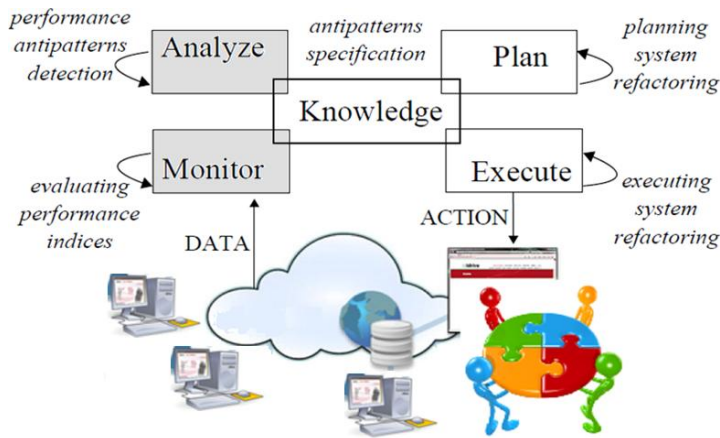 performance
antipatterns
detection
Analyze
antipatterns
specification
Plan
planning
system
refactoring
Knowledge
Monitor
evaluating
performance
indices
Execute
executing
system
refactoring
DATA
ACTION